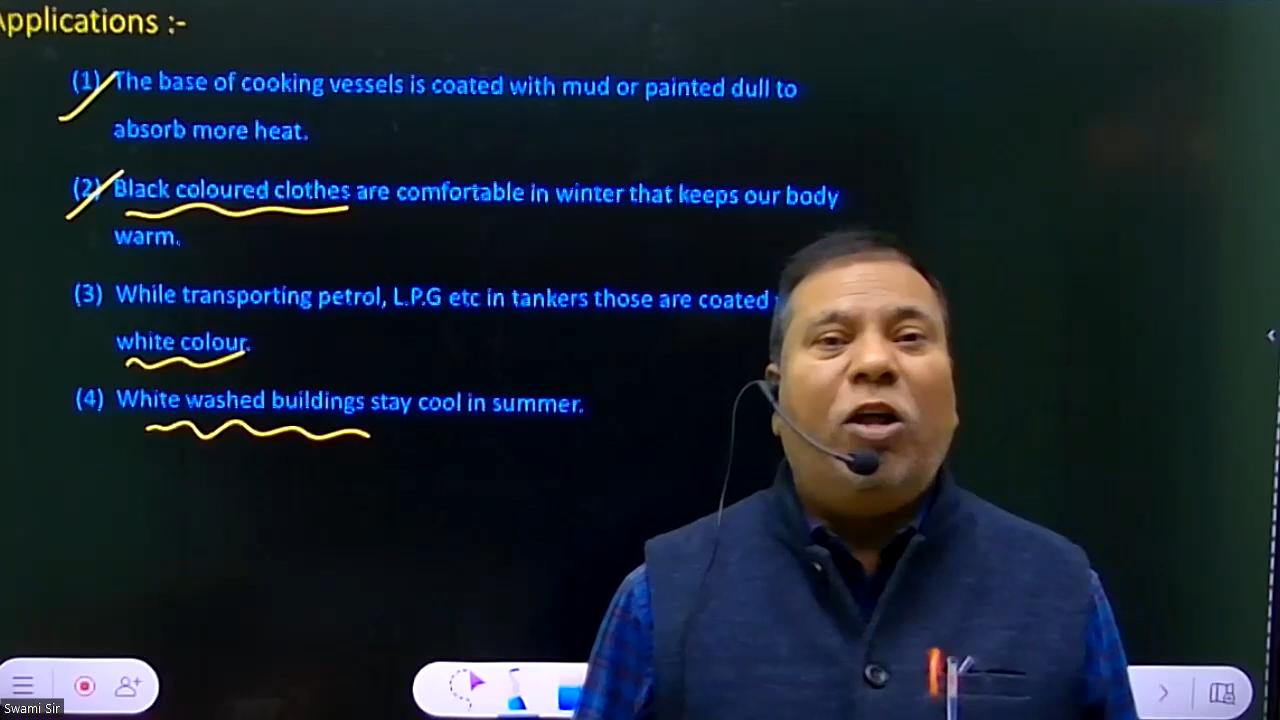 Applications :-
(1) The base of cooking vessels is coated with mud or painted dull to
absorb more heat.
(2) Black coloured clothes are comfortable in winter that keeps our body
warm.
(3) While transporting petrol, L.P.G etc in tankers those are coated
white colour.
(4) White washed buildings stay cool in summer.
Swami Sir